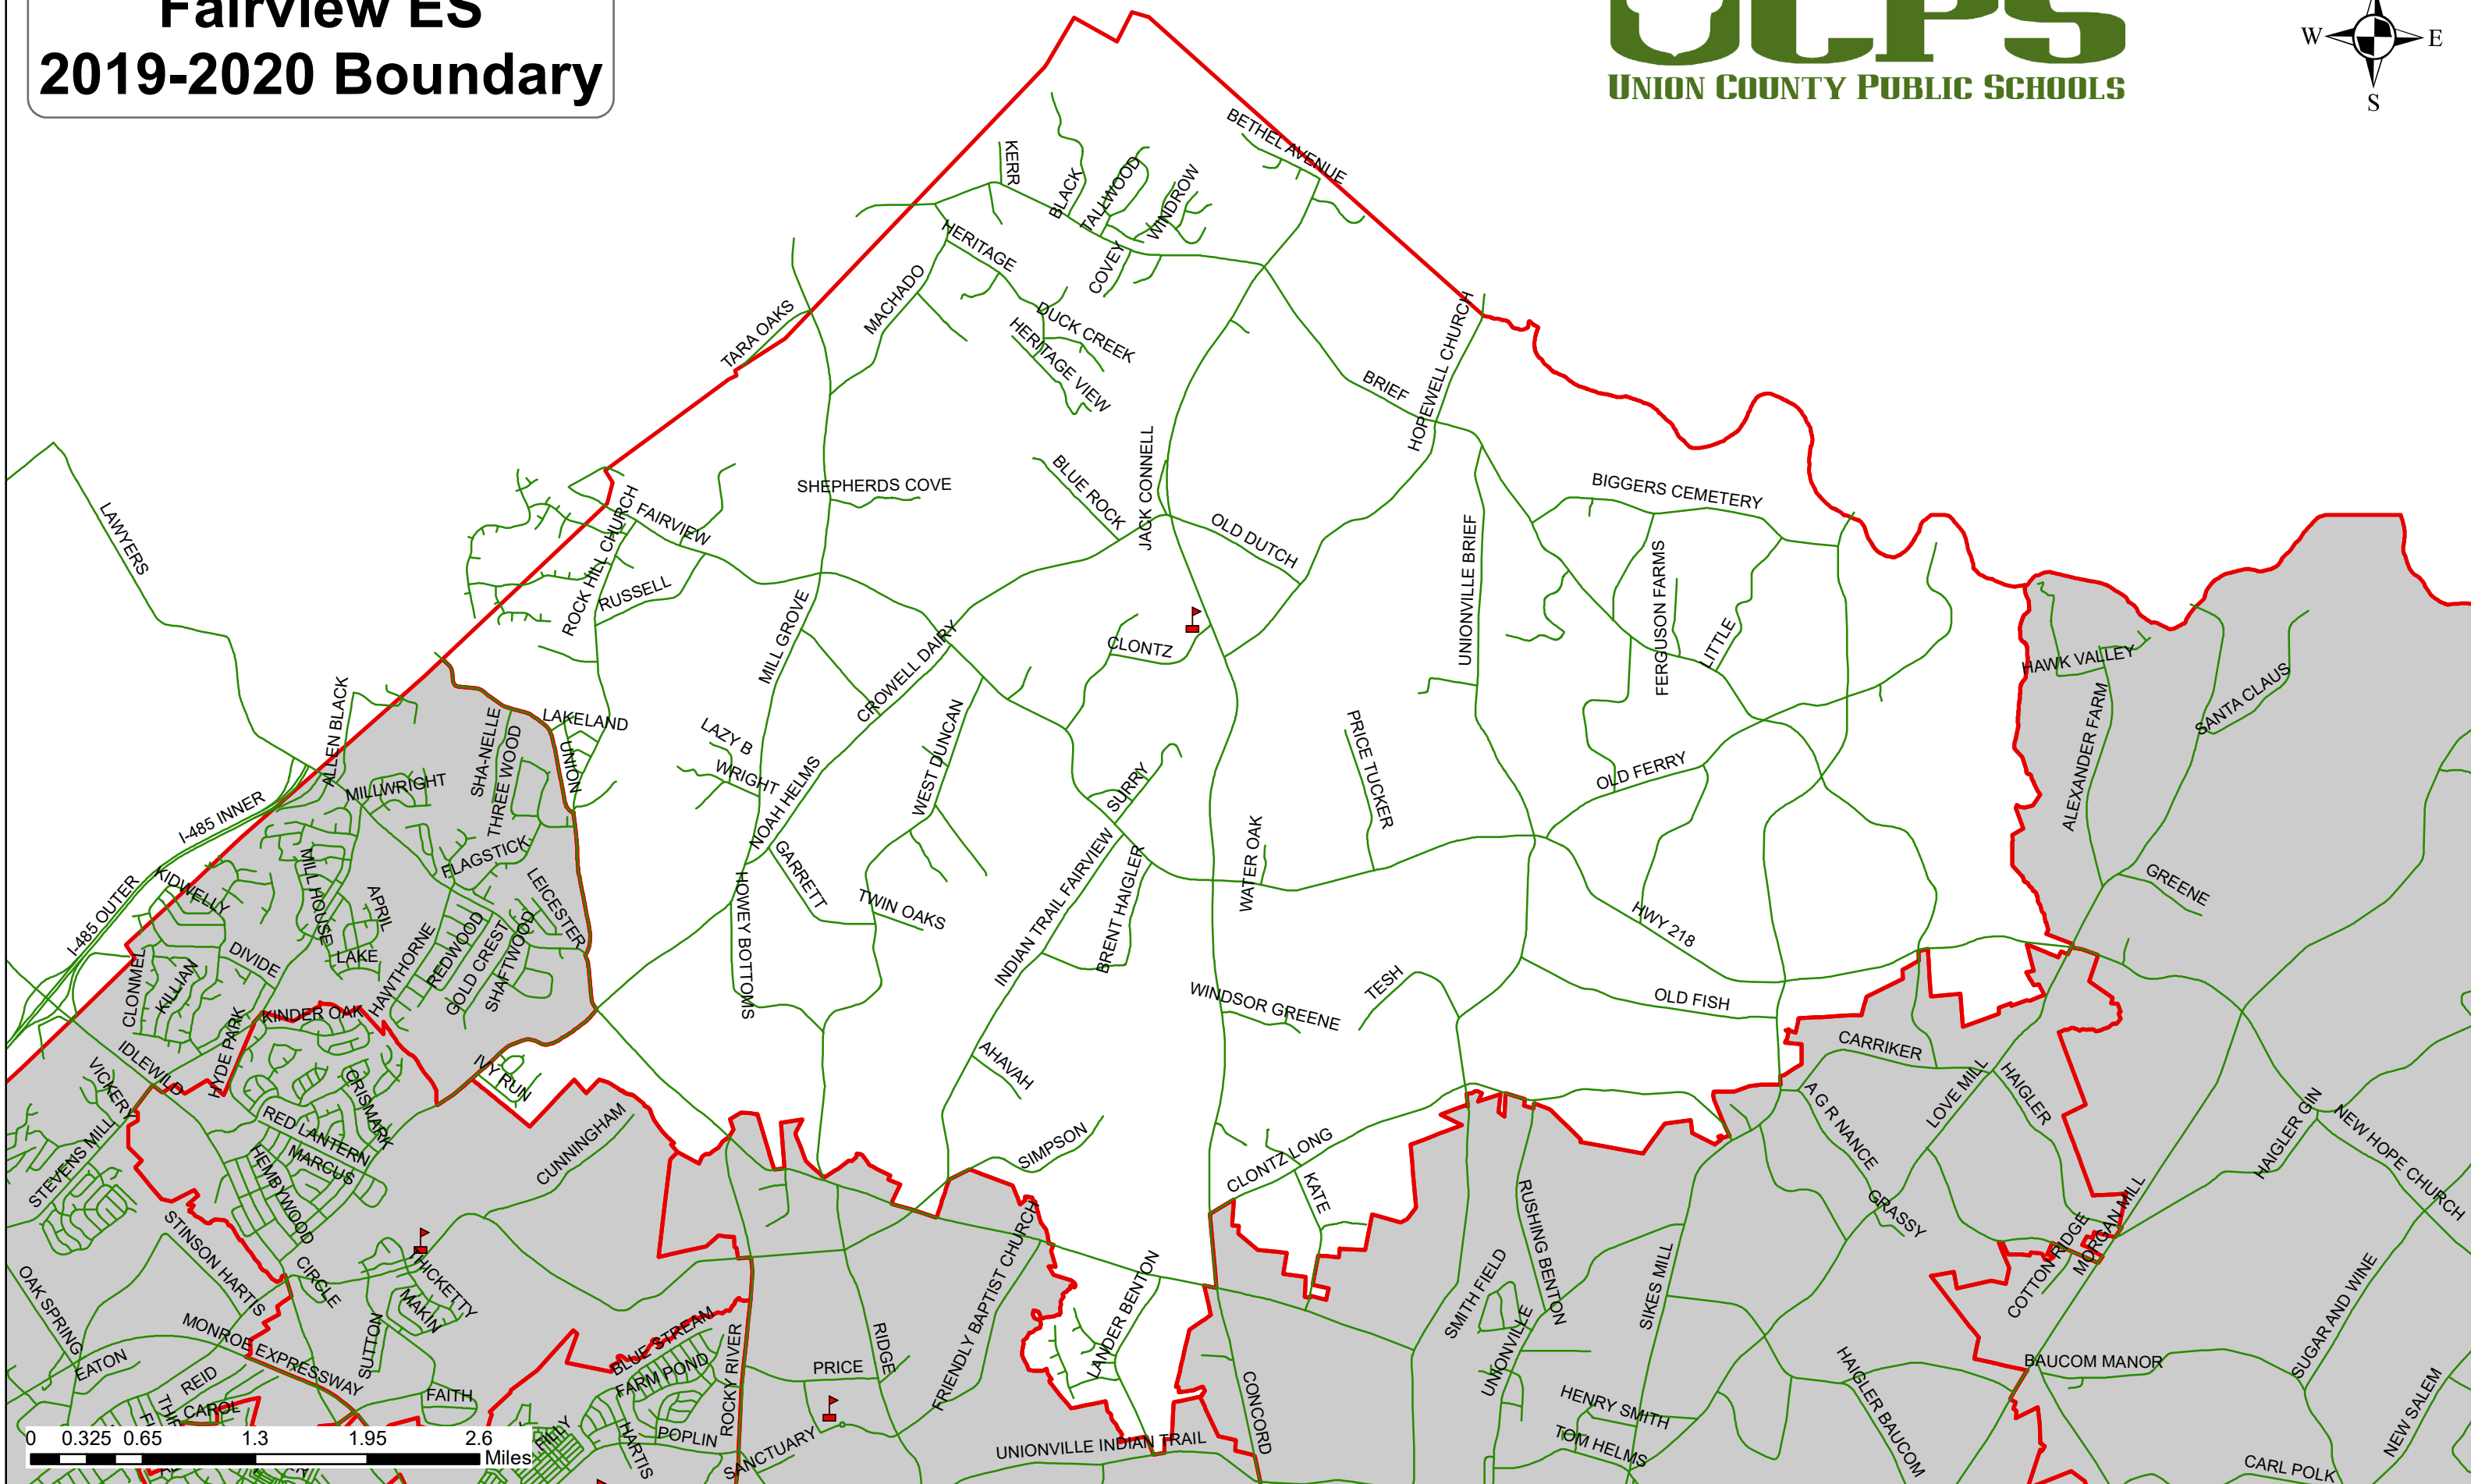 Fairview ES
2019-2020 Boundary
UCPS
UNION COUNTY PUBLIC SCHOOLS
W
E
S
BETHEL AVENUE
KERR
BLACK
TALLWOOD
WINDROW
HERITAGE
COVEY
MACHADO
TARA OAKS
DUCK CREEK
HERITAGE VIEW
HOPEWELL CHURCH
BRIEF
JACK CONNELL
BLUE ROCK
SHEPHERDS COVE
BIGGERS CEMETERY
LAWYERS
ROCK HILL CHURCH
FAIRVIEW
OLD DUTCH
UNIONVILLE BRIEF
FERGUSON FARMS
RUSSELL
MILL GROVE
CROWELL DAIRY
CLONTZ
LITTLE
HAWK VALLEY
SANTA CLAUS
ALEXANDER FARM
ALLEN BLACK
SHA-NELLE
THREE WOOD
LAKELAND
UNION
LAZY B
WRIGHT
NOAH HELMS
WEST DUNCAN
PRICE TUCKER
OLD FERRY
SURRY
MILLWRIGHT
I-485 INNER
FLAGSTICK
MILL HOUSE
KIDWELLY
APRIL
LEICESTER
GARRETT
HOWEY BOTTOMS
TWIN OAKS
INDIAN TRAIL FAIRVIEW
BRENT HAIGLER
WATER OAK
HWY 218
GREENE
I-485 OUTER
DIVIDE
LAKE
HAWTHORNE
REDWOOD
GOLD CREST
SHAFTWOOD
CLONMEL
KILLIAN
KINDER OAK
HYDE PARK
WINDSOR GREENE
TESH
OLD FISH
IDLEWILD
VICKERY
IVY RUN
AHAVAH
CARRIKER
A G R NANCE
LOVE MILL
HAIGLER
CRISMARK
RED LANTERN
MARCUS
HEMBYWOOD
STEVENS MILL
CUNNINGHAM
SIMPSON
CLONTZ LONG
KATE
HAIGLER GIN
NEW HOPE CHURCH
GRASSY
MORGAN MILL
COTTON RIDGE
STINSON HARTIS
CIRCLE
THICKETTY
MAKIN
SUTTON
OAK SPRING
MONROE EXPRESSWAY
EATON
REID
CAROL
FAITH
BLUE STREAM
FARM POND
ROCKY RIVER
PRICE
RIDGE
FRIENDLY BAPTIST CHURCH
LANDER BENTON
CONCORD
SMITH FIELD
RUSHING BENTON
UNIONVILLE
SIKES MILL
HENRY SMITH
TOM HELMS
HAIGLER BAUCOM
BAUCOM MANOR
SUGAR AND WINE
NEW SALEM
CARL POLK
HARTIS
POPLIN
SANCTUARY
UNIONVILLE INDIAN TRAIL
0 0.325 0.65 1.3 1.95 2.6
Miles